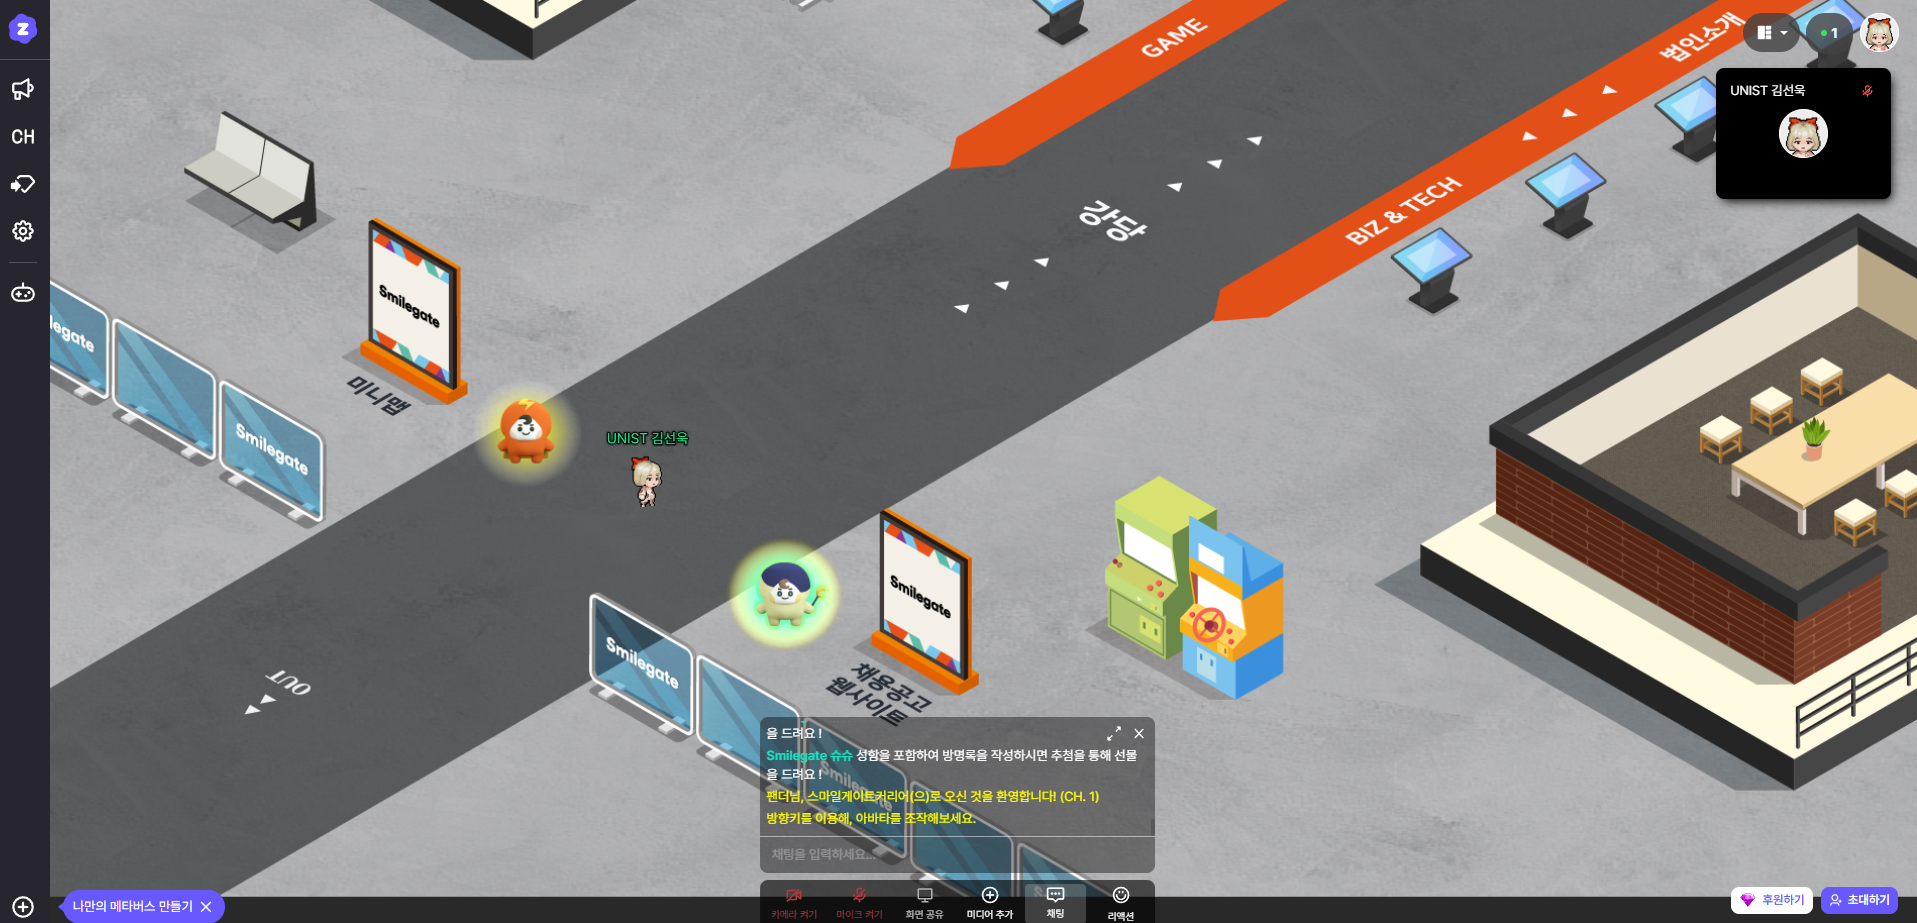 Z
CH
GAME
법인소개
1
UNIST 김선욱
BIZ & TECH
강당
Smilegate
미니맵
legate
Smilegate
UNIST 김선욱
Smilegate
채용공고
웹사이트
Smilegate
OUT
을 드려요 !
Smilegate 슈슈 성함을 포함하여 방명록을 작성하시면 추첨을 통해 선물
을 드려요 !
팬더님, 스마일게이트커리어(으)로 오신 것을 환영합니다! (CH. 1)
방향키를 이용해, 아바타를 조작해보세요.
채팅을 입력하세요...
나만의 메타버스 만들기
카메라 켜기
마이크 켜기
화면 공유
미디어 추가
채팅
리액션
후원하기
초대하기